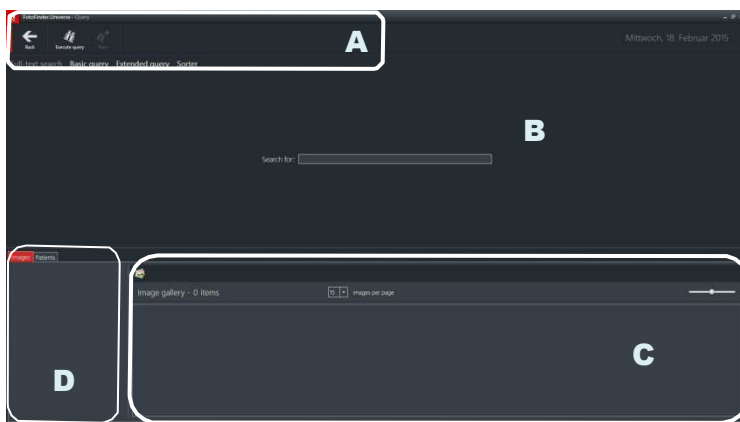 FotoFinder.Universe - Query
Back
Execute query
A
Mittwoch, 18. Februar 2015
Full-text search Basic query Extended query Sorter
B
Search for:
Images Patients
Image gallery - 0 items
15 images per page
C
D